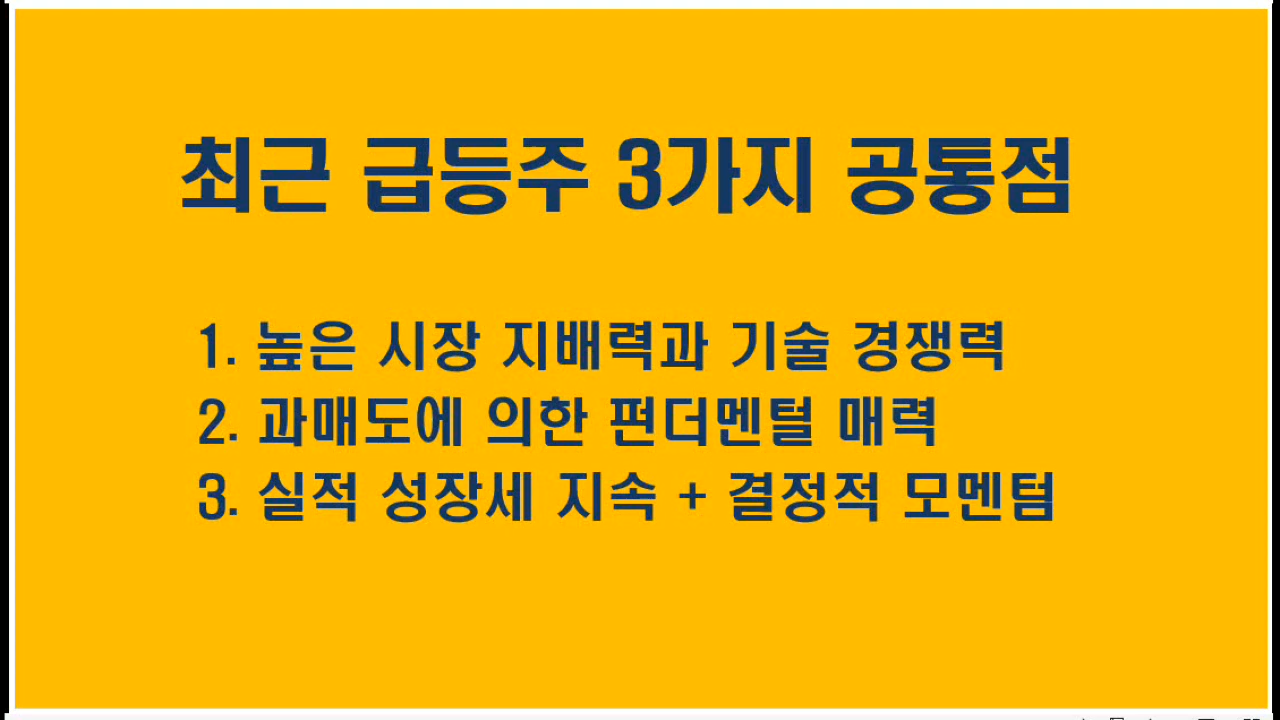 최근 급등주 3가지 공통점
1. 높은 시장 지배력과 기술 경쟁력
2. 과매도에 의한 펀더멘털 매력
3. 실적 성장세 지속 + 결정적 모멘텀